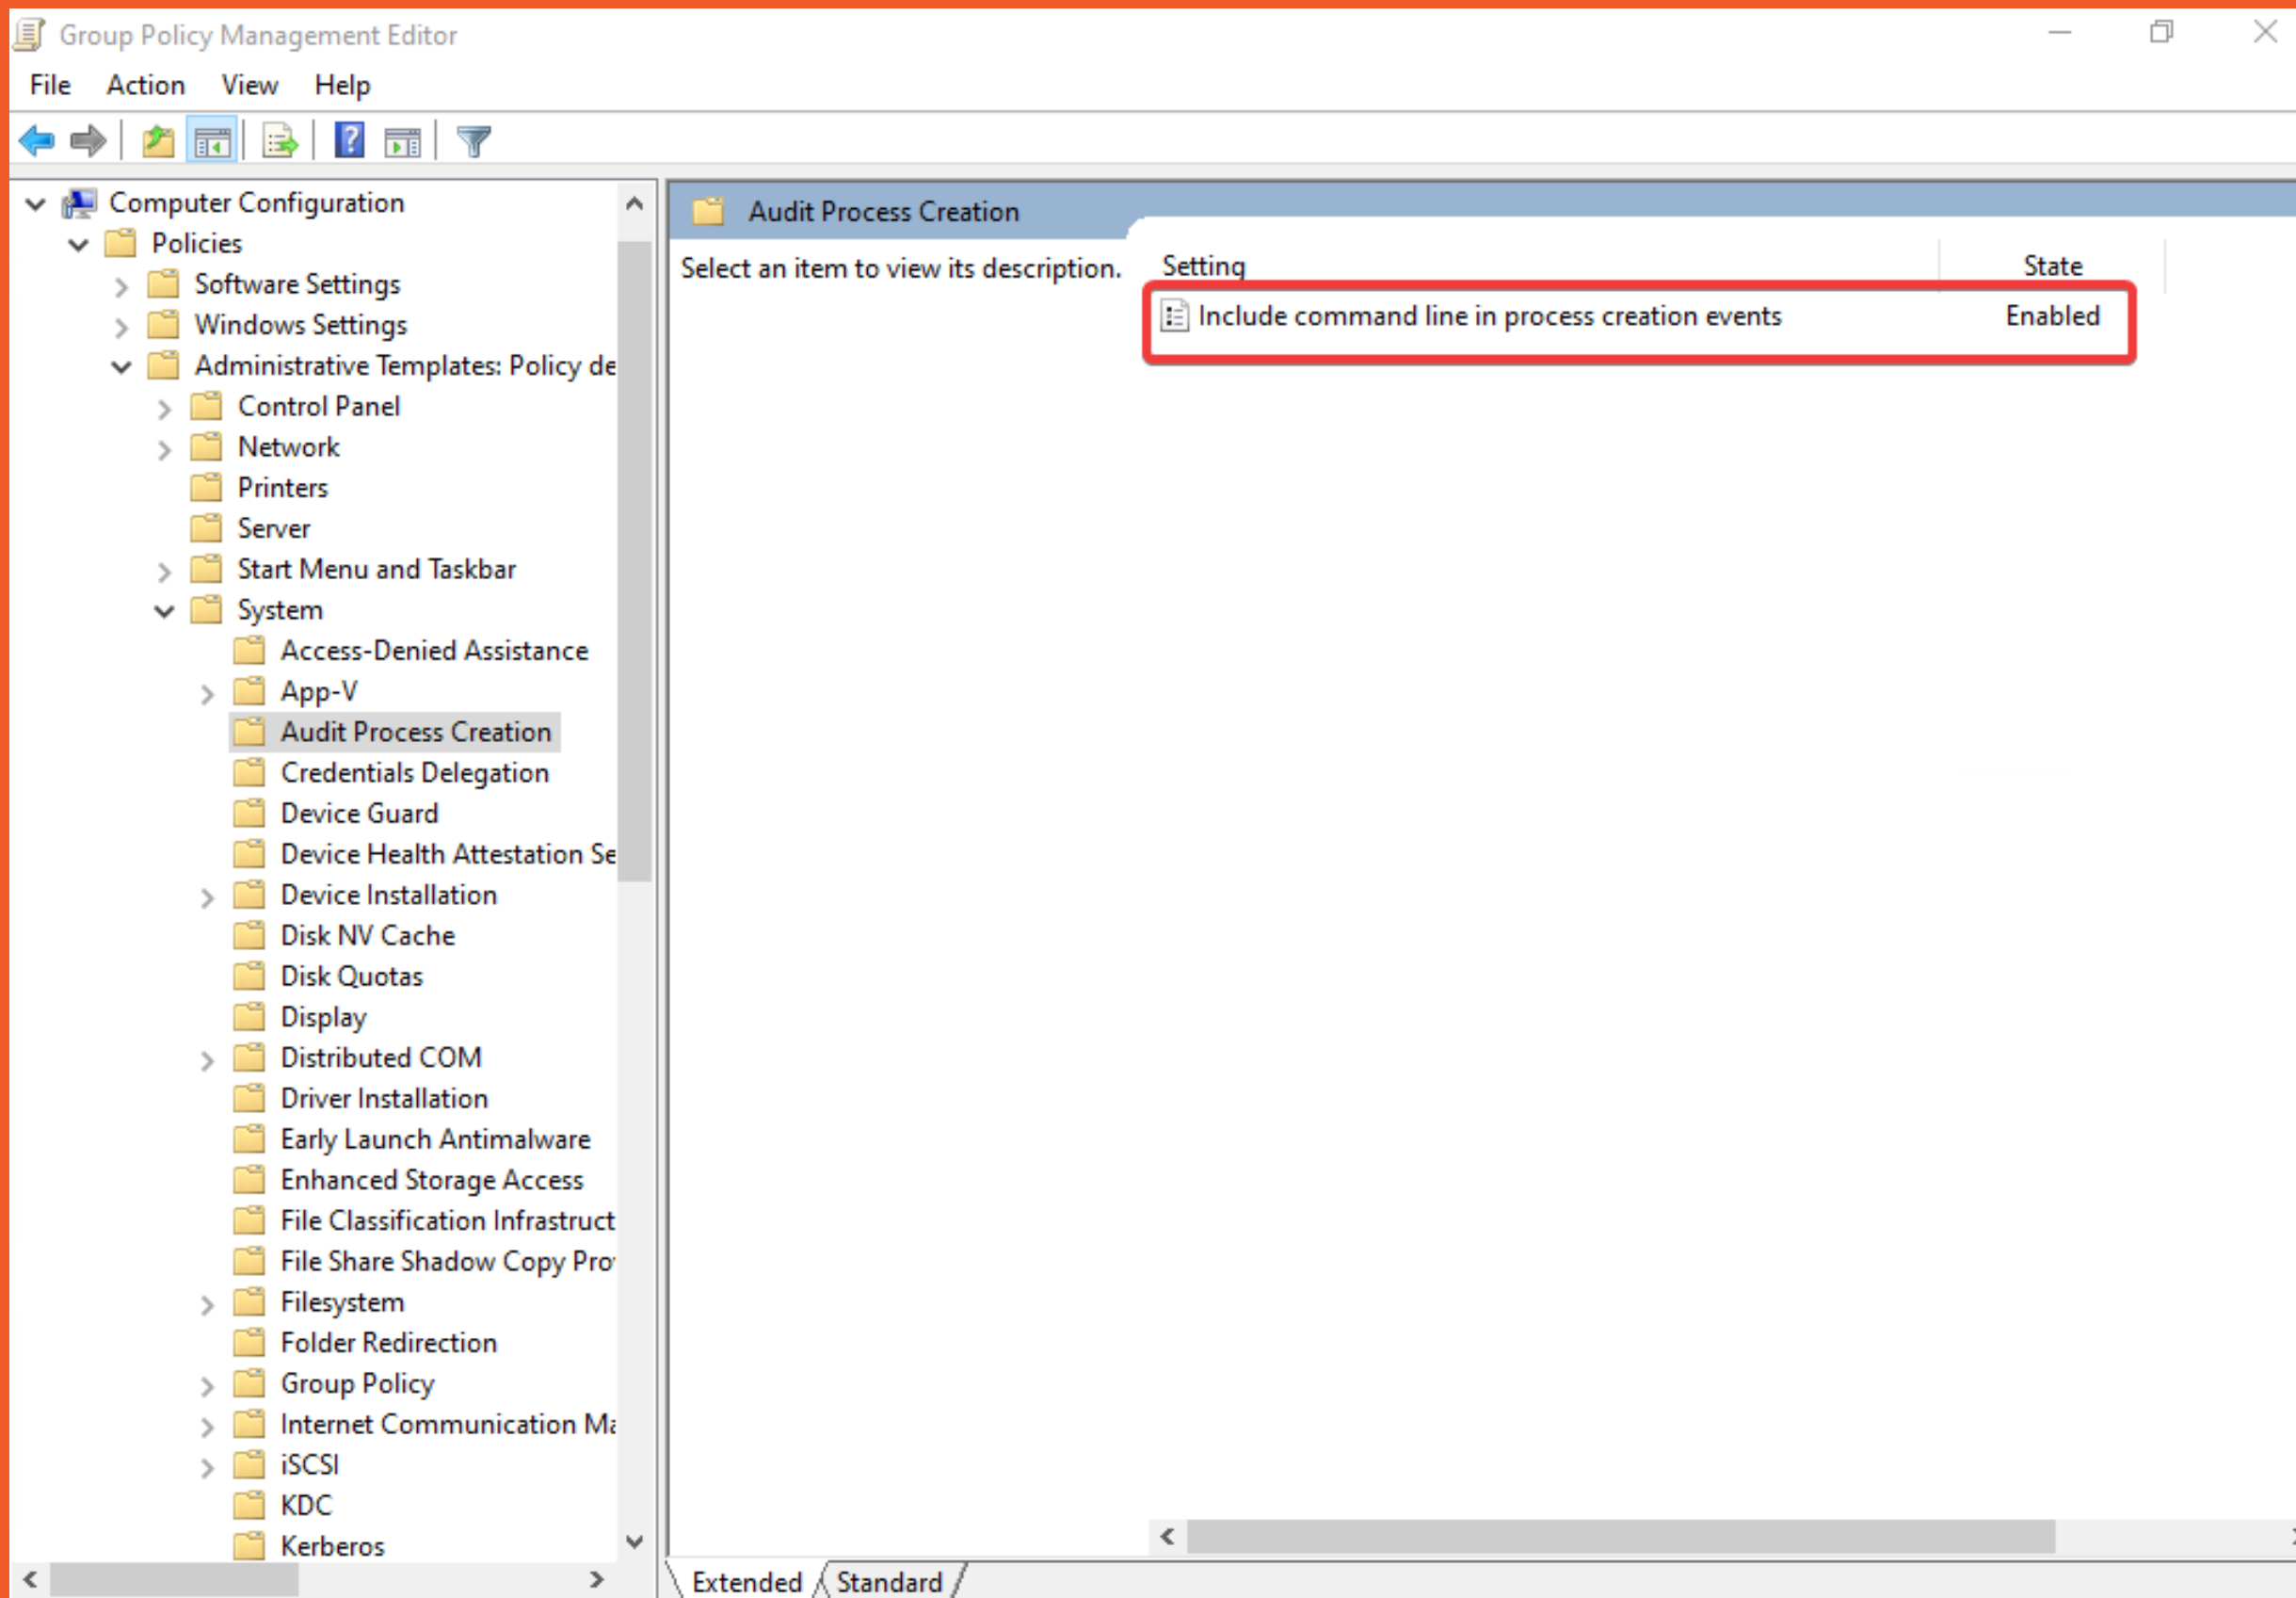 Group Policy Management Editor
File Action View Help
Computer Configuration
Policies
Software Settings
Windows Settings
Administrative Templates: Policy de
Control Panel
Network
Printers
Server
Start Menu and Taskbar
System
Access-Denied Assistance
App-V
Audit Process Creation
Credentials Delegation
Device Guard
Device Health Attestation Se
Device Installation
Disk NV Cache
Disk Quotas
Display
Distributed COM
Driver Installation
Early Launch Antimalware
Enhanced Storage Access
File Classification Infrastruct
File Share Shadow Copy Pro
Filesystem
Folder Redirection
Group Policy
Internet Communication Ma
iSCSI
KDC
Kerberos
Audit Process Creation
Select an item to view its description.
Setting State
Include command line in process creation events Enabled
Extended Standard